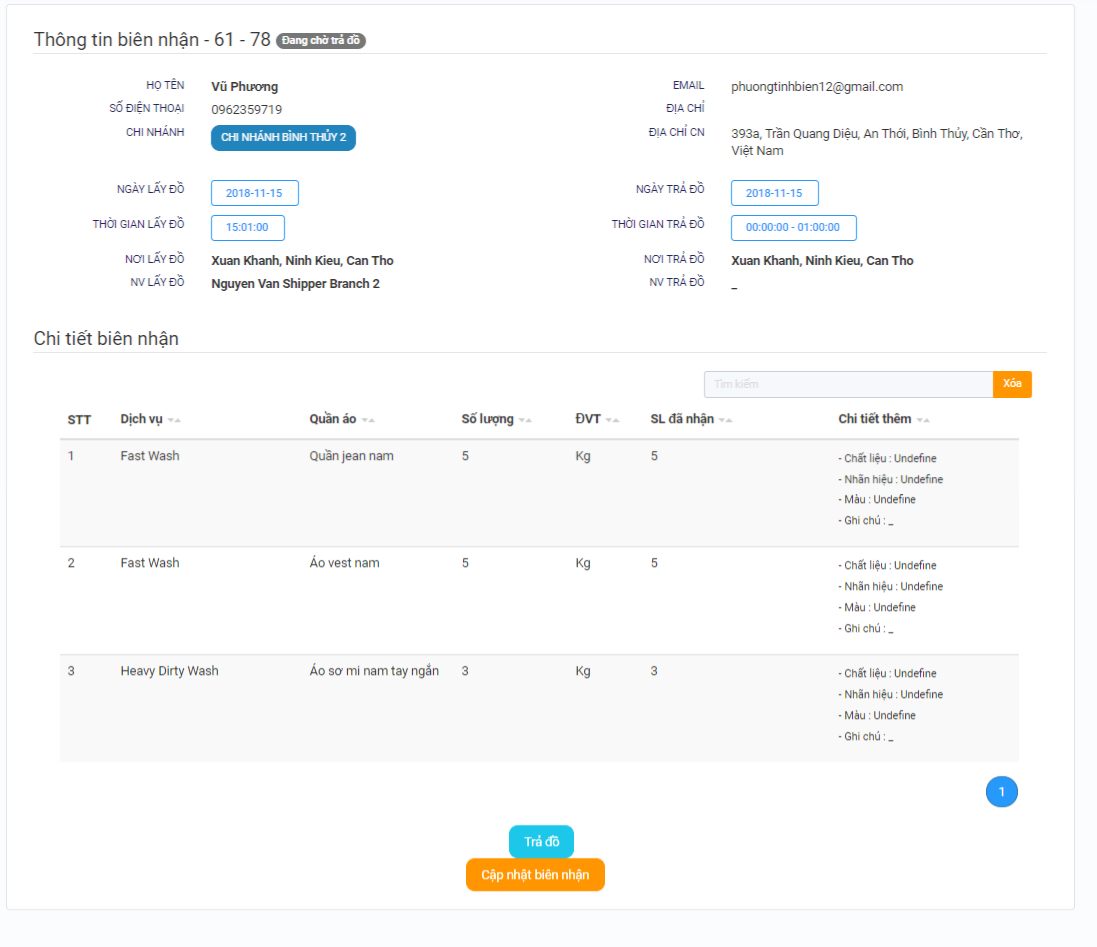 Thông tin biên nhận - 61 - 78 Đang chờ trả đồ
HỌ TÊN Vũ Phương EMAIL phuongtinhbien12@gmail.com
SỐ ĐIỆN THOẠI 0962359719 ĐỊA CHỈ
CHI NHÁNH CHI NHÁNH BÌNH THỦY 2 ĐỊA CHỈ CN 393a, Trần Quang Diệu, An Thới, Bình Thủy, Cần Thơ,
Việt Nam
NGÀY LẤY ĐỒ 2018-11-15 NGÀY TRẢ ĐỒ 2018-11-15
THỜI GIAN LẤY ĐỒ 15:01:00 THỜI GIAN TRẢ ĐỒ 00:00:00 - 01:00:00
NƠI LẤY ĐỒ Xuan Khanh, Ninh Kieu, Can Tho NƠI TRẢ ĐỒ Xuan Khanh, Ninh Kieu, Can Tho
NV LẤY ĐỒ Nguyen Van Shipper Branch 2 NV TRẢ ĐỒ _
Chi tiết biên nhận
Tìm kiếm Xóa
STT Dịch vụ Quần áo Số lượng ĐVT SL đã nhận Chi tiết thêm
1 Fast Wash Quần jean nam 5 Kg 5 - Chất liệu : Undefine
- Nhãn hiệu : Undefine
- Màu : Undefine
- Ghi chú : _
2 Fast Wash Áo vest nam 5 Kg 5 - Chất liệu : Undefine
- Nhãn hiệu : Undefine
- Màu : Undefine
- Ghi chú : _
3 Heavy Dirty Wash Áo sơ mi nam tay ngắn 3 Kg 3 - Chất liệu : Undefine
- Nhãn hiệu : Undefine
- Màu : Undefine
- Ghi chú : _
1
Trả đồ
Cập nhật biên nhận